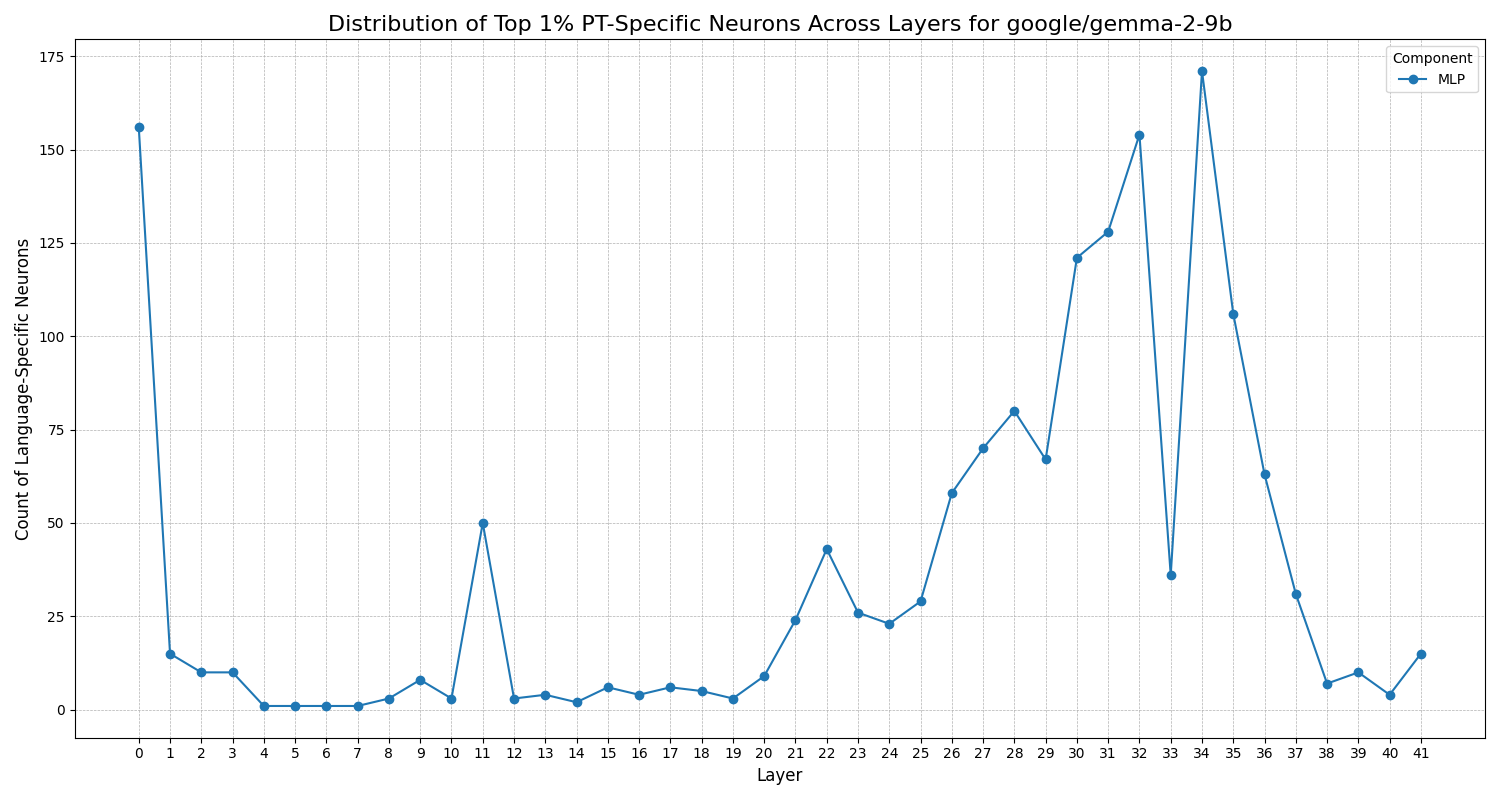 Distribution of Top 1% PT-Specific Neurons Across Layers for google/gemma-2-9b
Component
MLP
Count of Language-Specific Neurons
175
150
125
100
75
50
25
0
0 1 2 3 4 5 6 7 8 9 10 11 12 13 14 15 16 17 18 19 20 21 22 23 24 25 26 27 28 29 30 31 32 33 34 35 36 37 38 39 40 41
Layer